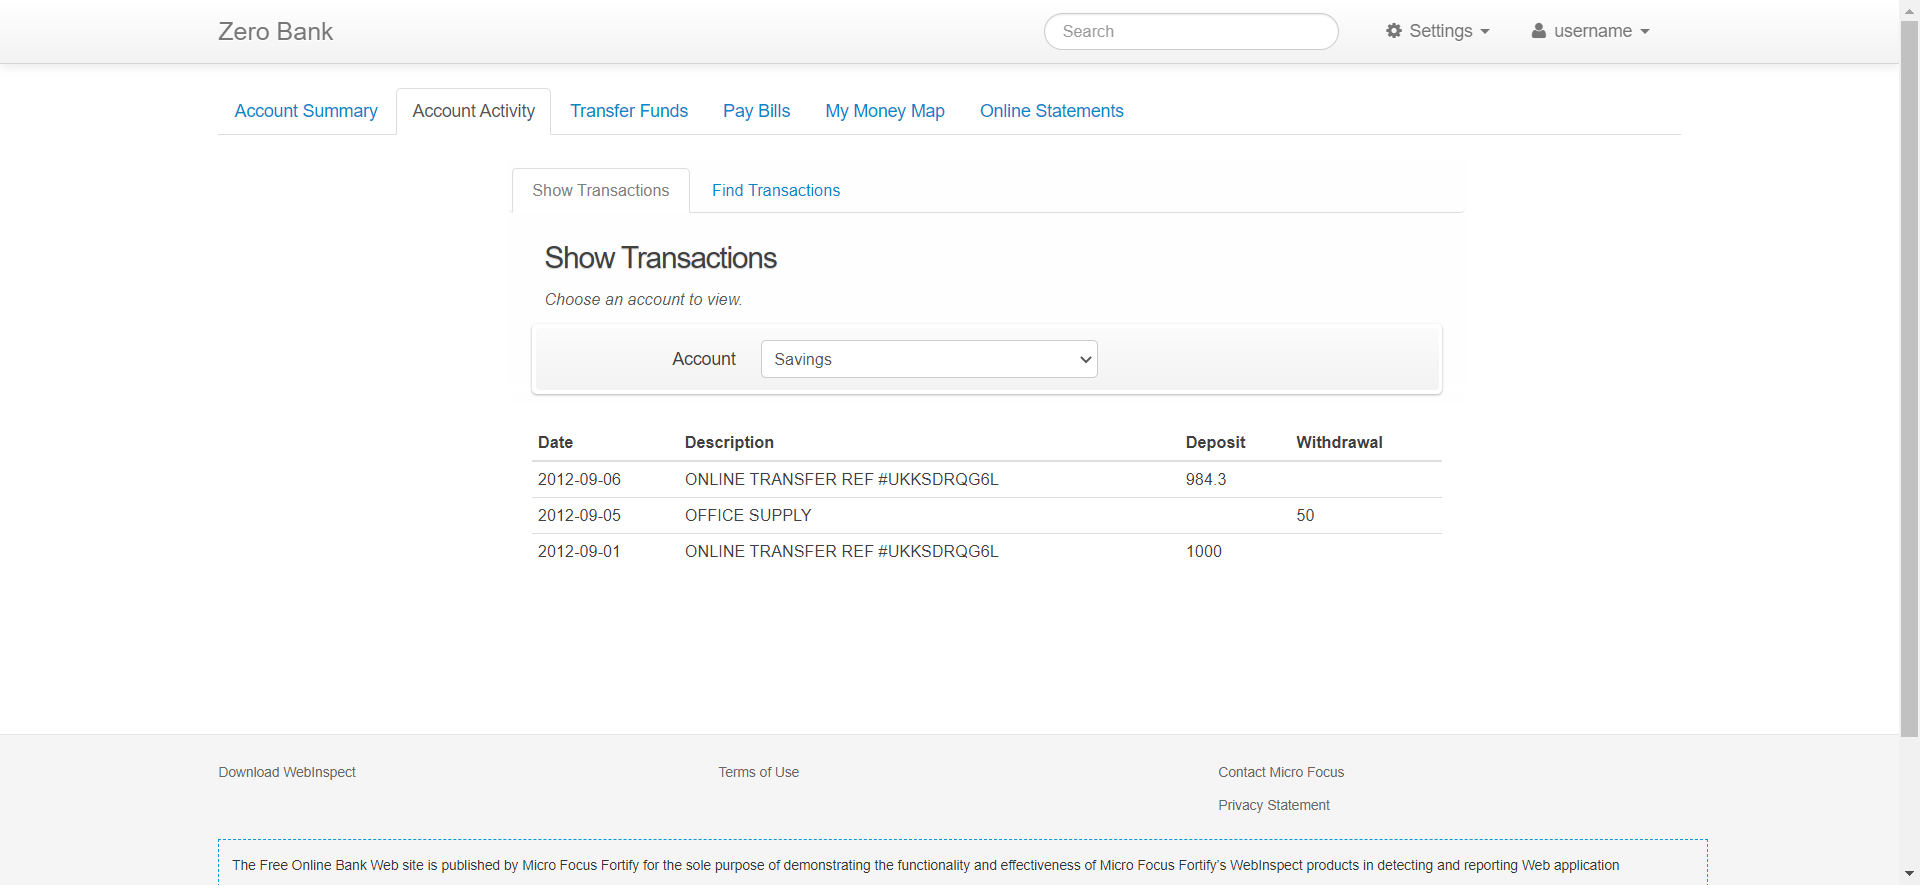 Zero Bank
Search
Settings
username
Account Summary
Account Activity
Transfer Funds
Pay Bills
My Money Map
Online Statements
Show Transactions
Find Transactions
Show Transactions
Choose an account to view.
Account
Savings
Date Description Deposit Withdrawal
2012-09-06 ONLINE TRANSFER REF #UKKSDRQG6L 984.3
2012-09-05 OFFICE SUPPLY 50
2012-09-01 ONLINE TRANSFER REF #UKKSDRQG6L 1000
Download WebInspect
Terms of Use
Contact Micro Focus
Privacy Statement
The Free Online Bank Web site is published by Micro Focus Fortify for the sole purpose of demonstrating the functionality and effectiveness of Micro Focus Fortify's WebInspect products in detecting and reporting Web application